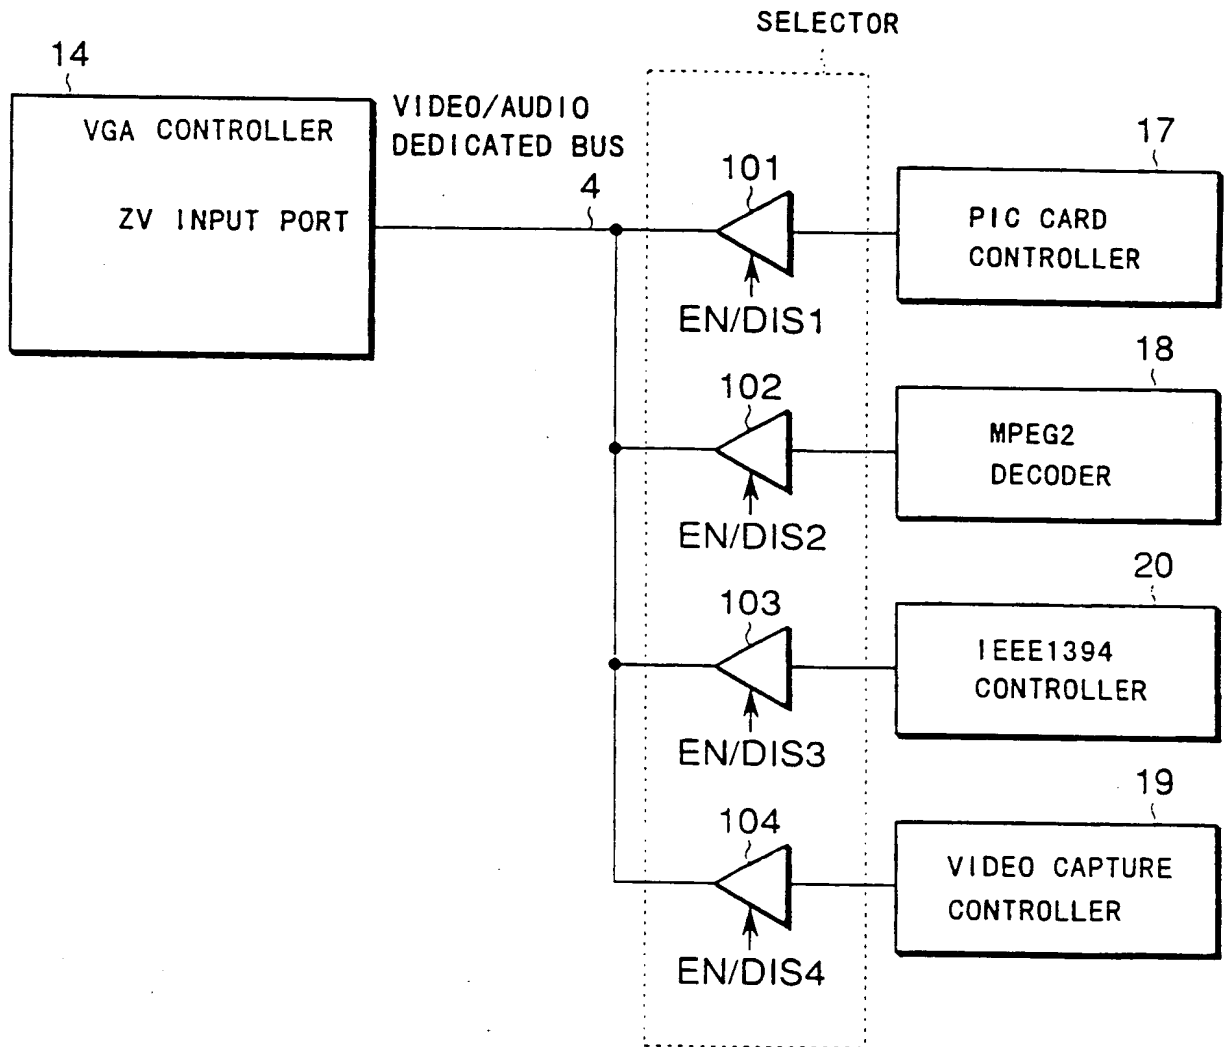 SELECTOR
14
VGA CONTROLLER
ZV INPUT PORT
VIDEO/AUDIO
DEDICATED BUS
4
101
EN/DIS1
17
PIC CARD
CONTROLLER
102
EN/DIS2
18
MPEG2
DECODER
103
EN/DIS3
20
IEEE1394
CONTROLLER
104
EN/DIS4
19
VIDEO CAPTURE
CONTROLLER